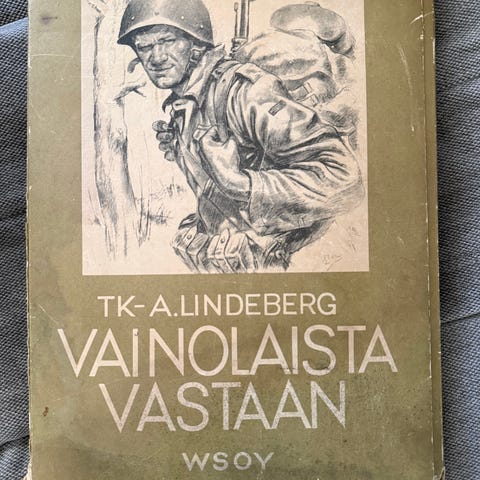 TK-A.LINDEBERG
VAINOLAISTA
VASTAAN
WSOY